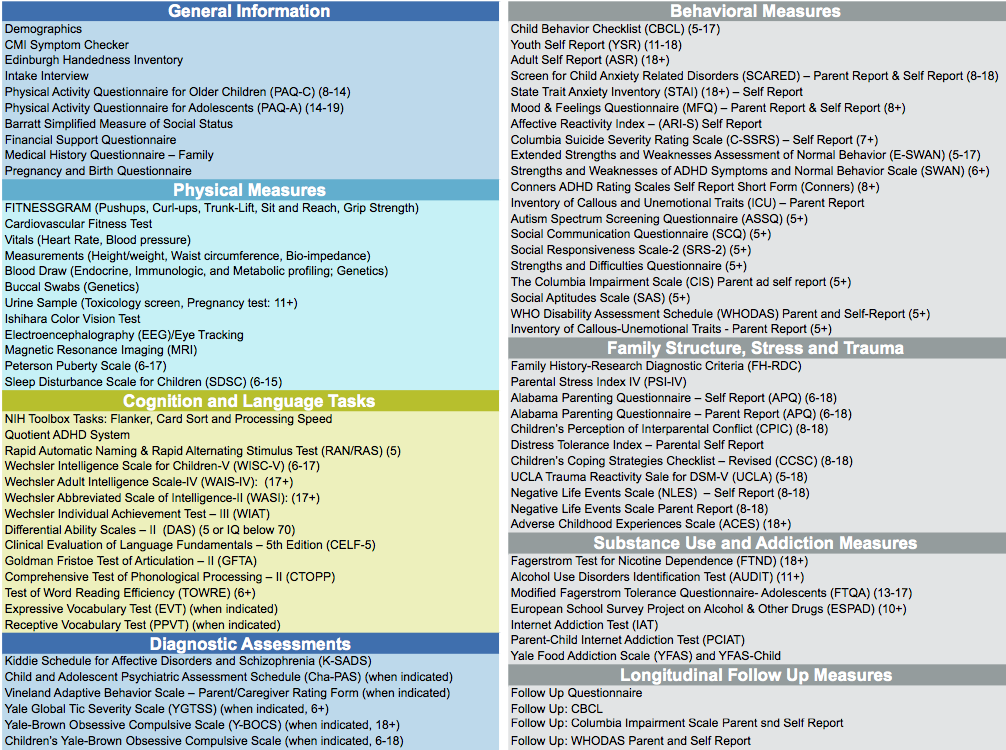 General Information
Demographics
CMI Symptom Checker
Edinburgh Handedness Inventory
Intake Interview
Physical Activity Questionnaire for Older Children (PAQ-C) (8-14)
Physical Activity Questionnaire for Adolescents (PAQ-A) (14-19)
Barratt Simplified Measure of Social Status
Financial Support Questionnaire
Medical History Questionnaire – Family
Pregnancy and Birth Questionnaire
Physical Measures
FITNESSGRAM (Pushups, Curl-ups, Trunk-Lift, Sit and Reach, Grip Strength)
Cardiovascular Fitness Test
Vitals (Heart Rate, Blood pressure)
Measurements (Height/weight, Waist circumference, Bio-impedance)
Blood Draw (Endocrine, Immunologic, and Metabolic profiling; Genetics)
Buccal Swabs (Genetics)
Urine Sample (Toxicology screen, Pregnancy test: 11+)
Ishihara Color Vision Test
Electroencephalography (EEG)/Eye Tracking
Magnetic Resonance Imaging (MRI)
Peterson Puberty Scale (6-17)
Sleep Disturbance Scale for Children (SDSC) (6-15)
Cognition and Language Tasks
NIH Toolbox Tasks: Flanker, Card Sort and Processing Speed
Quotient ADHD System
Rapid Automatic Naming & Rapid Alternating Stimulus Test (RAN/RAS) (5)
Wechsler Intelligence Scale for Children-V (WISC-V) (6-17)
Wechsler Adult Intelligence Scale-IV (WAIS-IV): (17+)
Wechsler Abbreviated Scale of Intelligence-II (WASI): (17+)
Wechsler Individual Achievement Test – III (WIAT)
Differential Ability Scales – II (DAS) (5 or IQ below 70)
Clinical Evaluation of Language Fundamentals – 5th Edition (CELF-5)
Goldman Fristoe Test of Articulation – II (GFTA)
Comprehensive Test of Phonological Processing – II (CTOPP)
Test of Word Reading Efficiency (TOWRE) (6+)
Expressive Vocabulary Test (EVT) (when indicated)
Receptive Vocabulary Test (PPVT) (when indicated)
Diagnostic Assessments
Kiddie Schedule for Affective Disorders and Schizophrenia (K-SADS)
Child and Adolescent Psychiatric Assessment Schedule (Cha-PAS) (when indicated)
Vineland Adaptive Behavior Scale – Parent/Caregiver Rating Form (when indicated)
Yale Global Tic Severity Scale (YGTSS) (when indicated, 6+)
Yale-Brown Obsessive Compulsive Scale (Y-BOCS) (when indicated, 18+)
Children's Yale-Brown Obsessive Compulsive Scale (when indicated, 6-18)
Behavioral Measures
Child Behavior Checklist (CBCL) (5-17)
Youth Self Report (YSR) (11-18)
Adult Self Report (ASR) (18+)
Screen for Child Anxiety Related Disorders (SCARED) – Parent Report & Self Report (8-18)
State Trait Anxiety Inventory (STAI) (18+) – Self Report
Mood & Feelings Questionnaire (MFQ) – Parent Report & Self Report (8+)
Affective Reactivity Index – (ARI-S) Self Report
Columbia Suicide Severity Rating Scale (C-SSRS) – Self Report (7+)
Extended Strengths and Weaknesses Assessment of Normal Behavior (E-SWAN) (5-17)
Strengths and Weaknesses of ADHD Symptoms and Normal Behavior Scale (SWAN) (6+)
Conners ADHD Rating Scales Self Report Short Form (Conners) (8+)
Inventory of Callous and Unemotional Traits (ICU) – Parent Report
Autism Spectrum Screening Questionnaire (ASSQ) (5+)
Social Communication Questionnaire (SCQ) (5+)
Social Responsiveness Scale-2 (SRS-2) (5+)
Strengths and Difficulties Questionnaire (5+)
The Columbia Impairment Scale (CIS) Parent ad self report (5+)
Social Aptitudes Scale (SAS) (5+)
WHO Disability Assessment Schedule (WHODAS) Parent and Self-Report (5+)
Inventory of Callous-Unemotional Traits - Parent Report (5+)
Family Structure, Stress and Trauma
Family History-Research Diagnostic Criteria (FH-RDC)
Parental Stress Index IV (PSI-IV)
Alabama Parenting Questionnaire – Self Report (APQ) (6-18)
Alabama Parenting Questionnaire – Parent Report (APQ) (6-18)
Children's Perception of Interparental Conflict (CPIC) (8-18)
Distress Tolerance Index – Parental Self Report
Children's Coping Strategies Checklist – Revised (CCSC) (8-18)
UCLA Trauma Reactivity Sale for DSM-V (UCLA) (5-18)
Negative Life Events Scale (NLES) – Self Report (8-18)
Negative Life Events Scale Parent Report (8-18)
Adverse Childhood Experiences Scale (ACES) (18+)
Substance Use and Addiction Measures
Fagerstrom Test for Nicotine Dependence (FTND) (18+)
Alcohol Use Disorders Identification Test (AUDIT) (11+)
Modified Fagerstrom Tolerance Questionnaire- Adolescents (FTQA) (13-17)
European School Survey Project on Alcohol & Other Drugs (ESPAD) (10+)
Internet Addiction Test (IAT)
Parent-Child Internet Addiction Test (PCIAT)
Yale Food Addiction Scale (YFAS) and YFAS-Child
Longitudinal Follow Up Measures
Follow Up Questionnaire
Follow Up: CBCL
Follow Up: Columbia Impairment Scale Parent snd Self Report
Follow Up: WHODAS Parent and Self Report